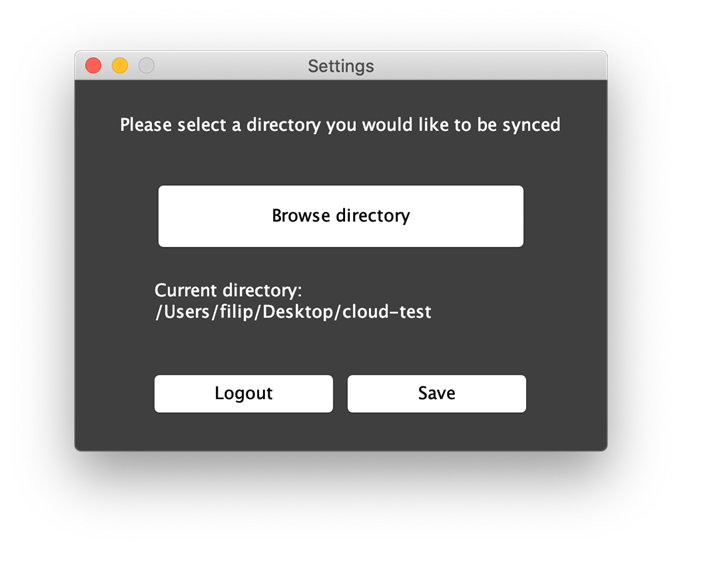 Settings
Please select a directory you would like to be synced
Browse directory
Current directory:
/Users/filip/Desktop/cloud-test
Logout
Save